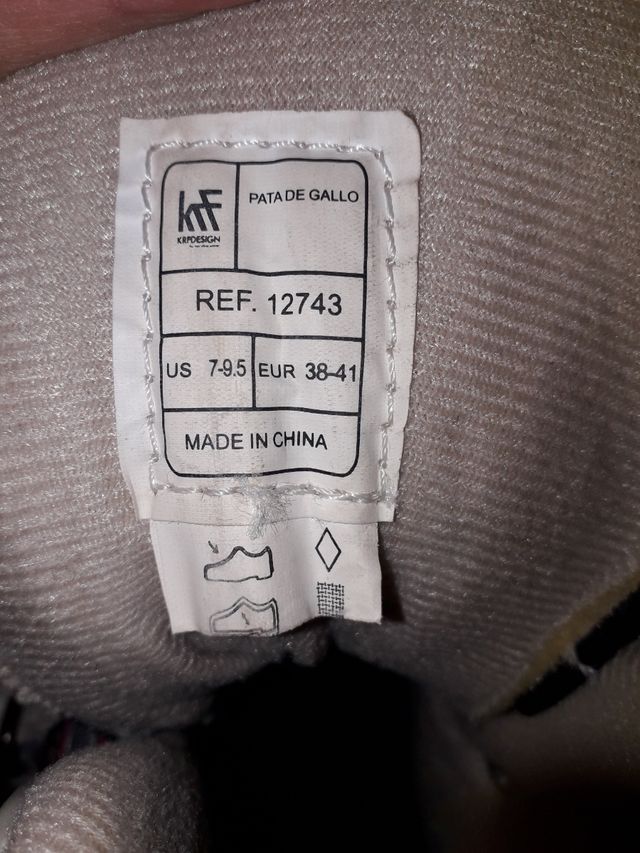 KRF
PATA DE GALLO
KRFDESIGN
REF. 12743
US 7-9.5 EUR 38-41
MADE IN CHINA